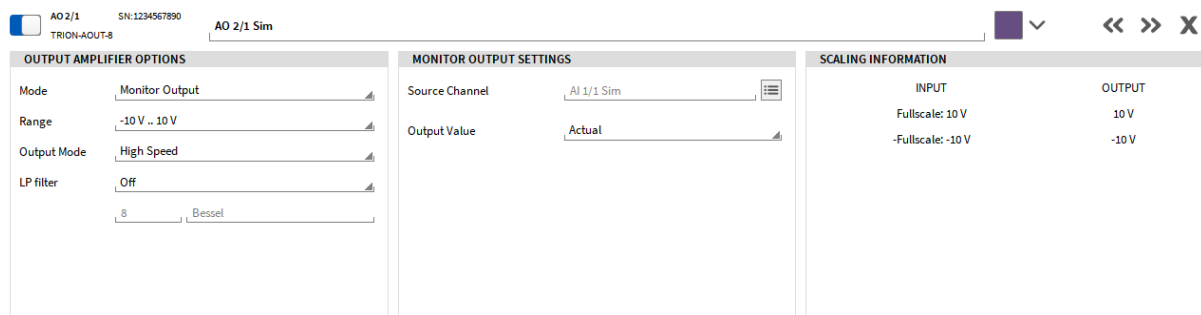 AO 2/1 SN:1234567890
TRION-AOUT-8
AO 2/1 Sim
X
OUTPUT AMPLIFIER OPTIONS
Mode Monitor Output
Range -10 V .. 10 V
Output Mode High Speed
LP filter Off
8 Bessel
MONITOR OUTPUT SETTINGS
Source Channel AI 1/1 Sim
Output Value Actual
SCALING INFORMATION
INPUT OUTPUT
Fullscale: 10 V 10 V
-Fullscale: -10 V -10 V